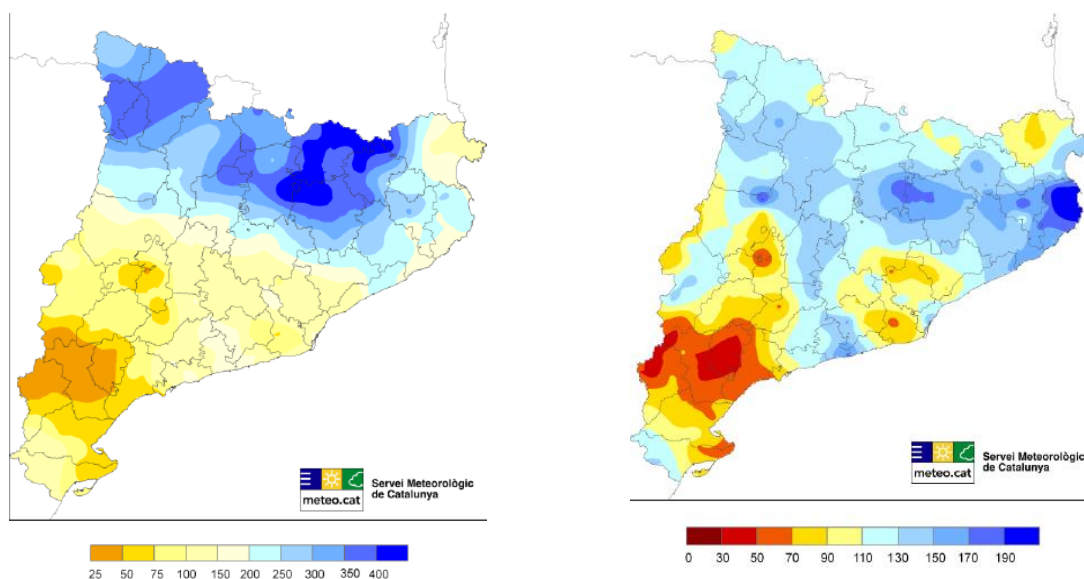 meteo.cat
Servei Meteorològic
de Catalunya
25 50 75 100 150 200 250 300 350 400
meteo.cat
Servei Meteorològic
de Catalunya
0 30 50 70 90 110 130 150 170 190